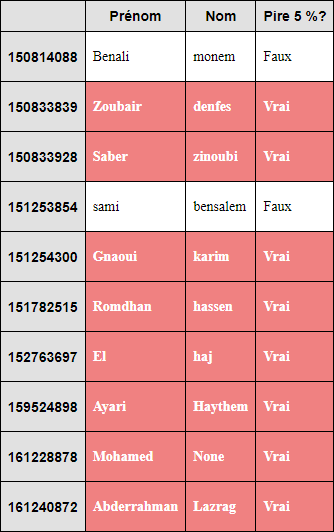 Prénom Nom Pire 5 %?
150814088 Benali monem Faux
150833839 Zoubair denfes Vrai
150833928 Saber zinoubi Vrai
151253854 sami bensalem Faux
151254300 Gnaoui karim Vrai
151782515 Romdhan hassen Vrai
152763697 El haj Vrai
159524898 Ayari Haythem Vrai
161228878 Mohamed None Vrai
161240872 Abderrahman Lazrag Vrai